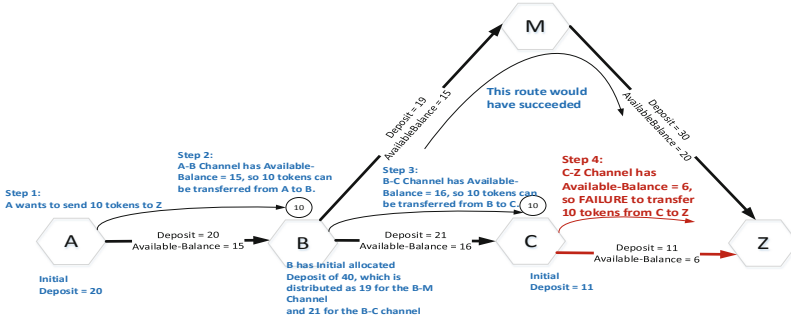 M
Deposit = 19
AvailableBalance = 15
This route would
have succeeded
Deposit = 30
AvailableBalance = 20
Step 1:
A wants to send 10 tokens to Z
Step 2:
A-B Channel has Available-
Balance = 15, so 10 tokens can
be transferred from A to B.
Step 3:
B-C Channel has Available-
Balance = 16, so 10 tokens can
be transferred from B to C.
Step 4:
C-Z Channel has
Available-Balance = 6,
so FAILURE to transfer
10 tokens from C to Z
10
10
A
Deposit = 20
Available-Balance = 15
B
Deposit = 21
Available-Balance = 16
C
Deposit = 11
Available-Balance = 6
Z
Initial
Deposit = 20
B has Initial allocated
Deposit of 40, which is
distributed as 19 for the B-M
Channel
and 21 for the B-C channel
Initial
Deposit = 11